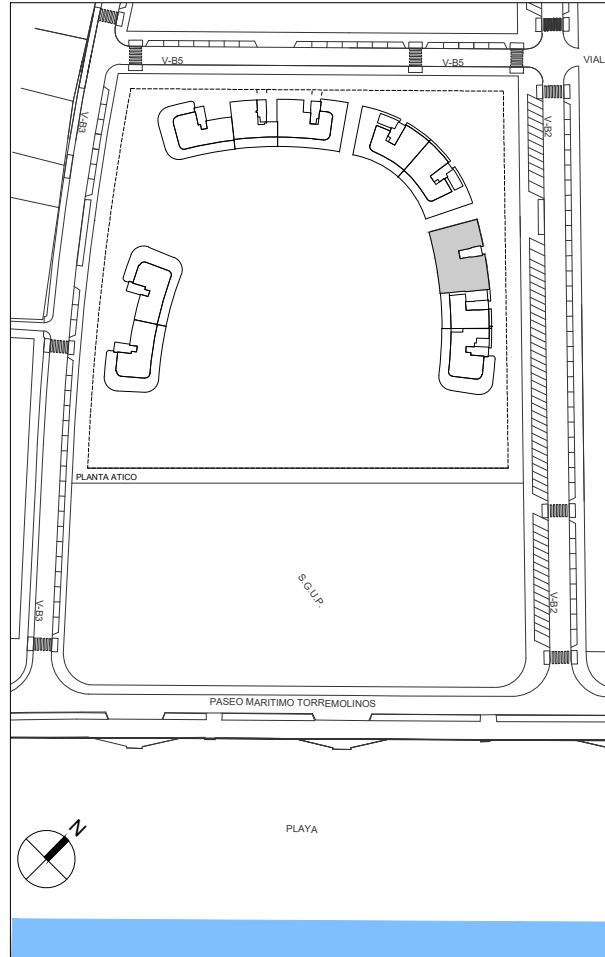 V-B5
V-B5
VIAL
V-B3
V-B2
PLANTA ATICO
S.G.U.P.
V-B3
V-B2
PASEO MARITIMO TORREMOLINOS
PLAYA
N